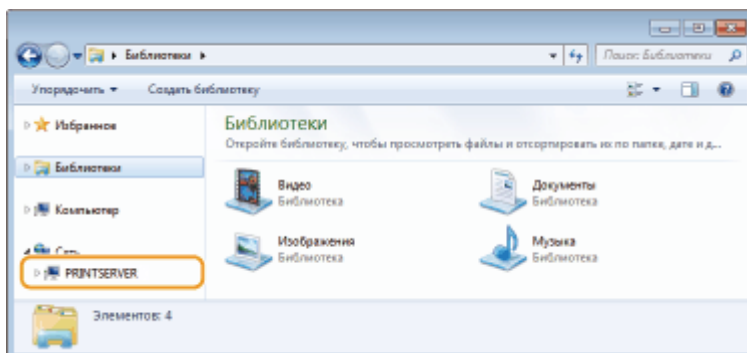 Библиотеки
Поиск: Библиотеки
Упорядочить
Создать библиотеку
Избранное
Библиотеки
Компьютер
Сеть
PRINTSERVER
Библиотеки
Откройте библиотеку, чтобы просмотреть файлы и отсортировать их по папке, дате и д...
Видео
Библиотека
Документы
Библиотека
Изображения
Библиотека
Музыка
Библиотека
Элементов: 4